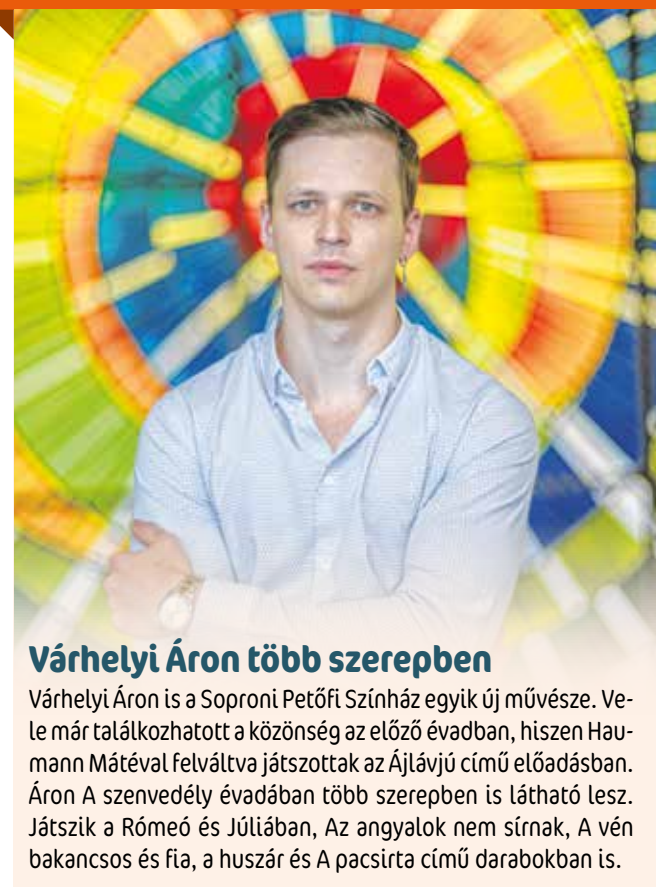 Várhelyi Áron több szerepben
Várhelyi Áron is a Soproni Petőfi Színház egyik új művésze. Ve-
le már találkozhatott a közönség az előző évadban, hiszen Hau-
mann Mátéval felváltva játszottak az Ájlávjú című előadásban.
Áron A szenvedély évadában több szerepben is látható lesz.
Játszik a Rómeó és Júliában, Az angyalok nem sírnak, A vén
bakancsos és fia, a huszár és A pacsirta című darabokban is.